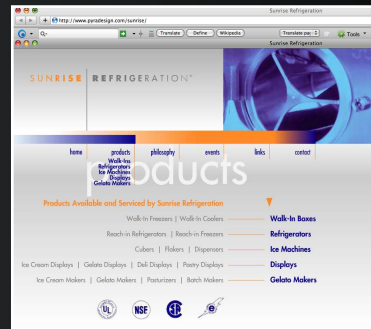 Sunrise Refrigeration
http://www.pyradesign.com/sunrise/
Translate Define Wikipedia Translate page Tools
Sunrise Refrigeration
SUNRISE REFRIGERATION
home products philosophy events links contact
Walk-Ins
Refrigerators
Ice Machines
Displays
Gelato Makers
products
Products Available and Serviced by Sunrise Refrigeration
Walk-In Freezers | Walk-In Coolers Walk-In Boxes
Reach-in Refrigerators | Reach-in Freezers Refrigerators
Cubers | Flakers | Dispensers Ice Machines
Ice Cream Displays | Gelato Displays | Deli Displays | Pastry Displays Displays
Ice Cream Makers | Gelato Makers | Pasturizers | Batch Makers Gelato Makers
UL NSF